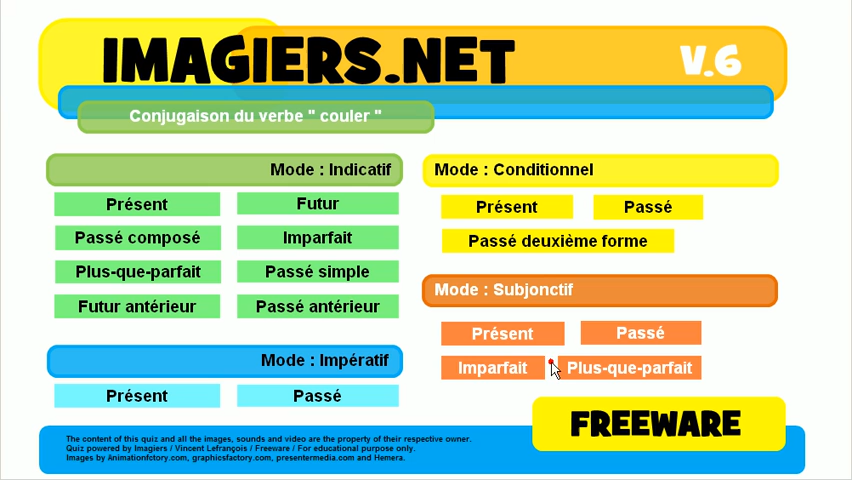 IMAGIERS.NET
V.6
Conjugaison du verbe " couler "
Mode : Indicatif
Présent
Futur
Passé composé
Imparfait
Plus-que-parfait
Passé simple
Futur antérieur
Passé antérieur
Mode : Impératif
Présent
Passé
Mode : Conditionnel
Présent
Passé
Passé deuxième forme
Mode : Subjonctif
Présent
Passé
Imparfait
Plus-que-parfait
FREEWARE
The content of this quiz and all the images, sounds and video are the property of their respective owner.
Quiz powered by Imagiers / Vincent Lefrançois / Freeware / For educational purpose only.
Images by Animationfctory.com, graphicsfactory.com, presentermedia.com and Hemera.